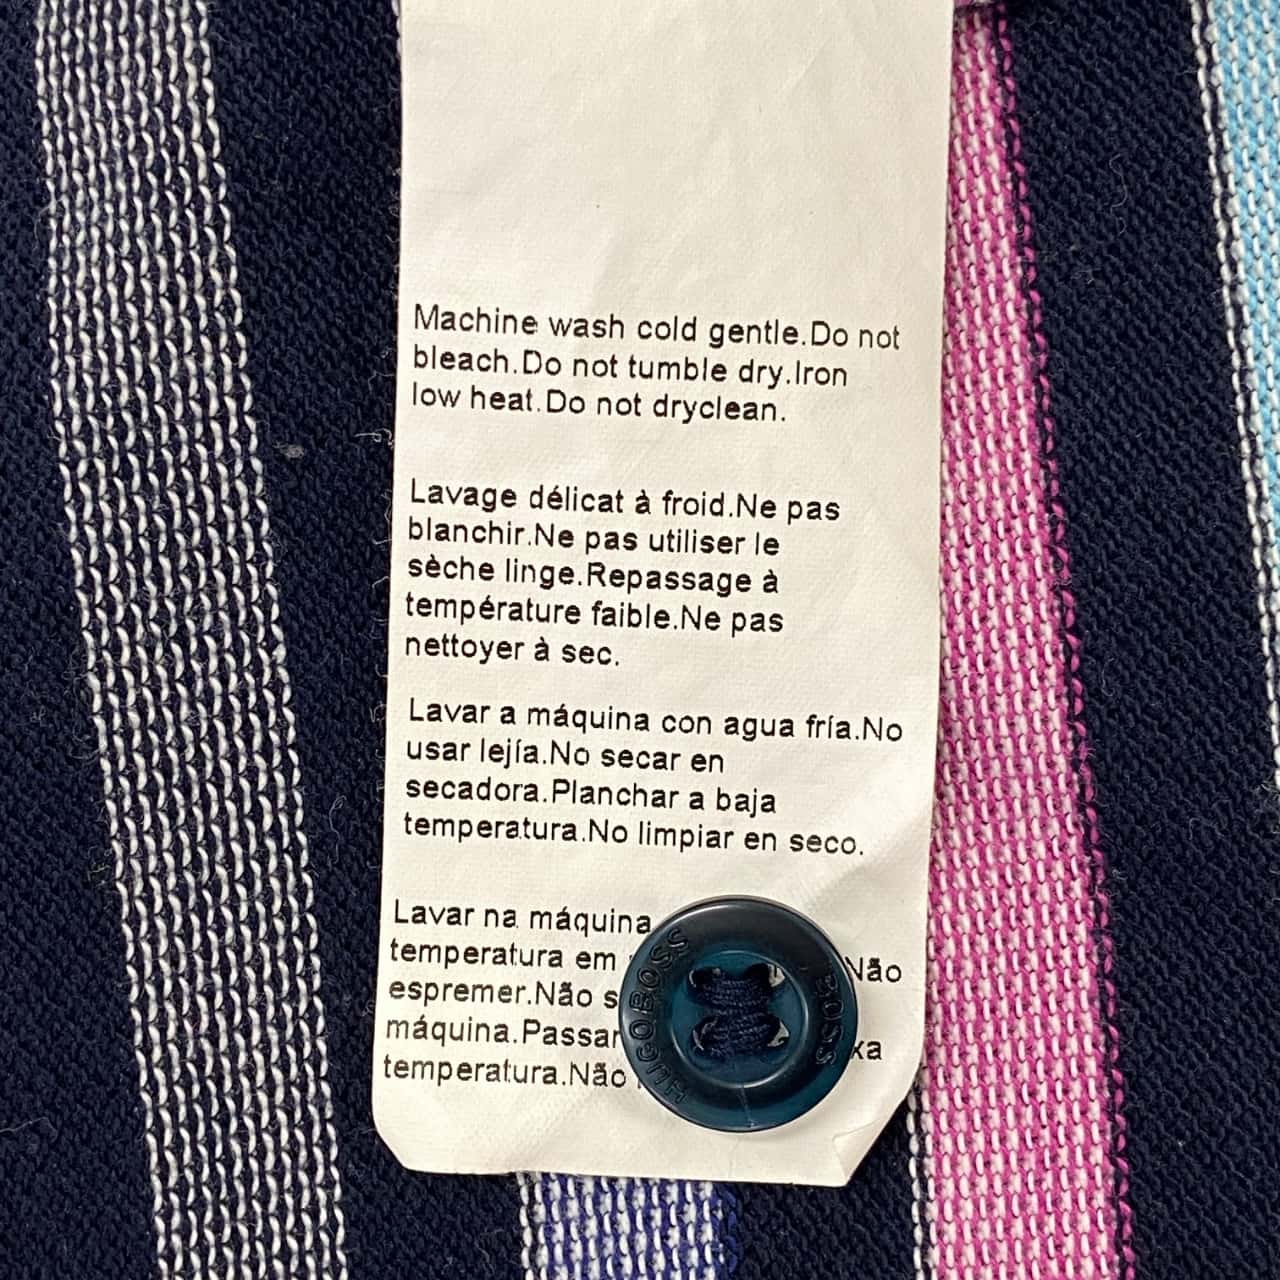 Machine wash cold gentle.Do not
bleach.Do not tumble dry.Iron
low heat.Do not dryclean.
Lavage délicat à froid.Ne pas
blanchir.Ne pas utiliser le
sèche linge.Repassage à
température faible.Ne pas
nettoyer à sec.
Lavar a máquina con agua fría.No
usar lejía.No secar en
secadora.Planchar a baja
temperatura.No limpiar en seco.
Lavar na máquina
temperatura em Não
espremer.Não
máquina.Passar
temperatura.Não
HUGOBOSS
BOSS